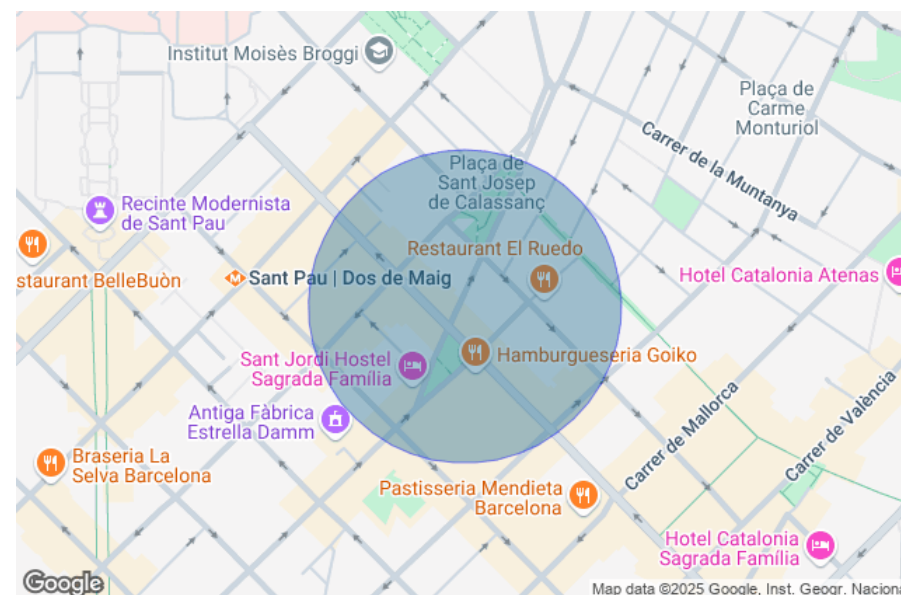 Institut Moisès Broggi
Plaça de
Carme
Monturiol
Carrer de la Muntanya
Plaça de
Sant Josep
de Calassanç
Recinte Modernista
de Sant Pau
Restaurant El Ruedo
staurant BelleBuòn
Sant Pau | Dos de Maig
Hotel Catalonia Atenas
Sant Jordi Hostel
Sagrada Família
Hamburgueseria Goiko
Antiga Fàbrica
Estrella Damm
Carrer de Mallorca
Carrer de València
Braseria La
Selva Barcelona
Pastisseria Mendieta
Barcelona
Hotel Catalonia
Sagrada Família
Google
Map data ©2025 Google, Inst. Geogr. Naciona